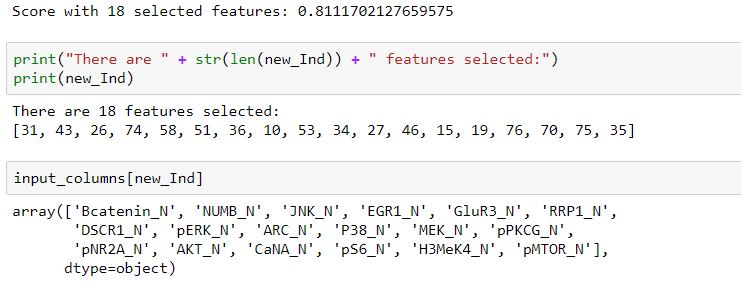 Score with 18 selected features: 0.8111702127659575
print("There are " + str(len(new_Ind)) + " features selected:")
print(new_Ind)
There are 18 features selected:
[31, 43, 26, 74, 58, 51, 36, 10, 53, 34, 27, 46, 15, 19, 76, 70, 75, 35]
input_columns[new_Ind]
array(['Bcatenin_N', 'NUMB_N', 'JNK_N', 'EGR1_N', 'GluR3_N', 'RRP1_N',
'DSCR1_N', 'pERK_N', 'ARC_N', 'P38_N', 'MEK_N', 'pPKCG_N',
'pNR2A_N', 'AKT_N', 'CaNA_N', 'pS6_N', 'H3MeK4_N', 'pMTOR_N'],
dtype=object)